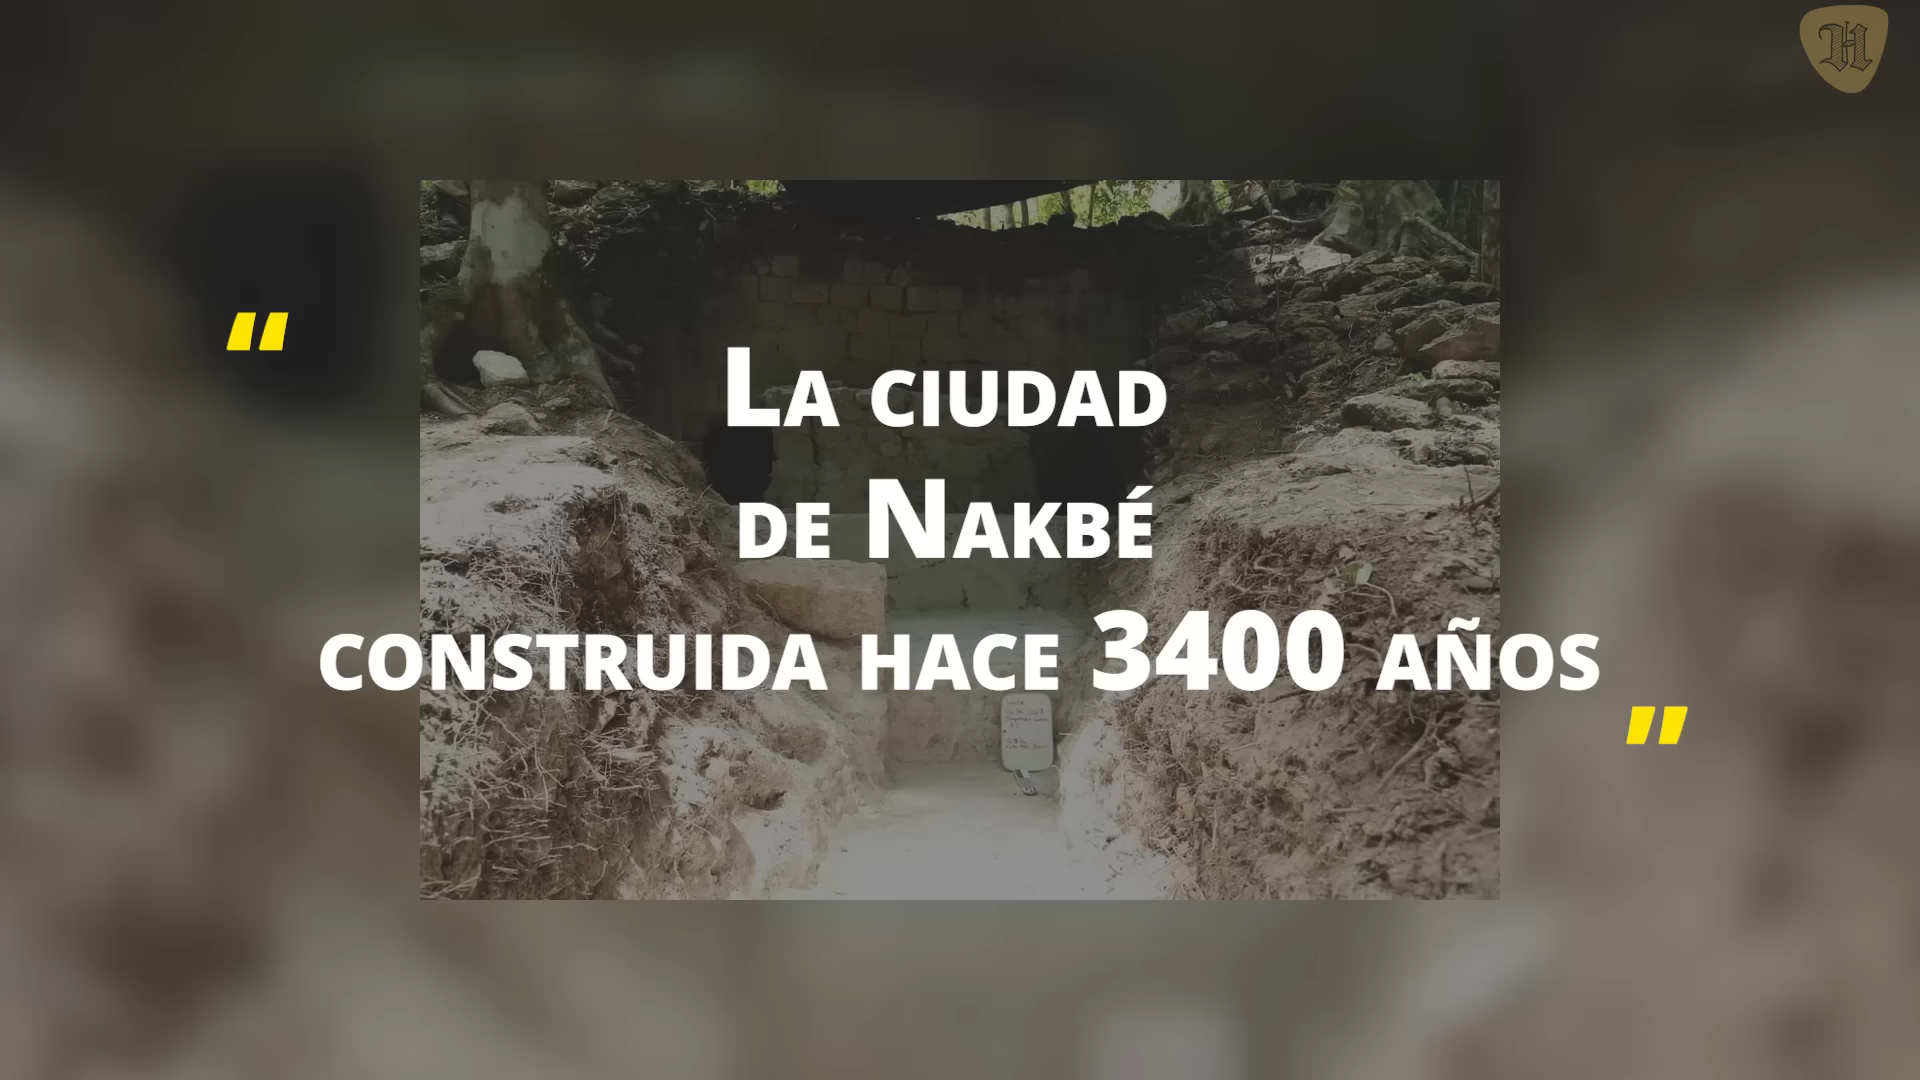 “
La ciudad
de Nakbé
construida hace 3400 años
”
H